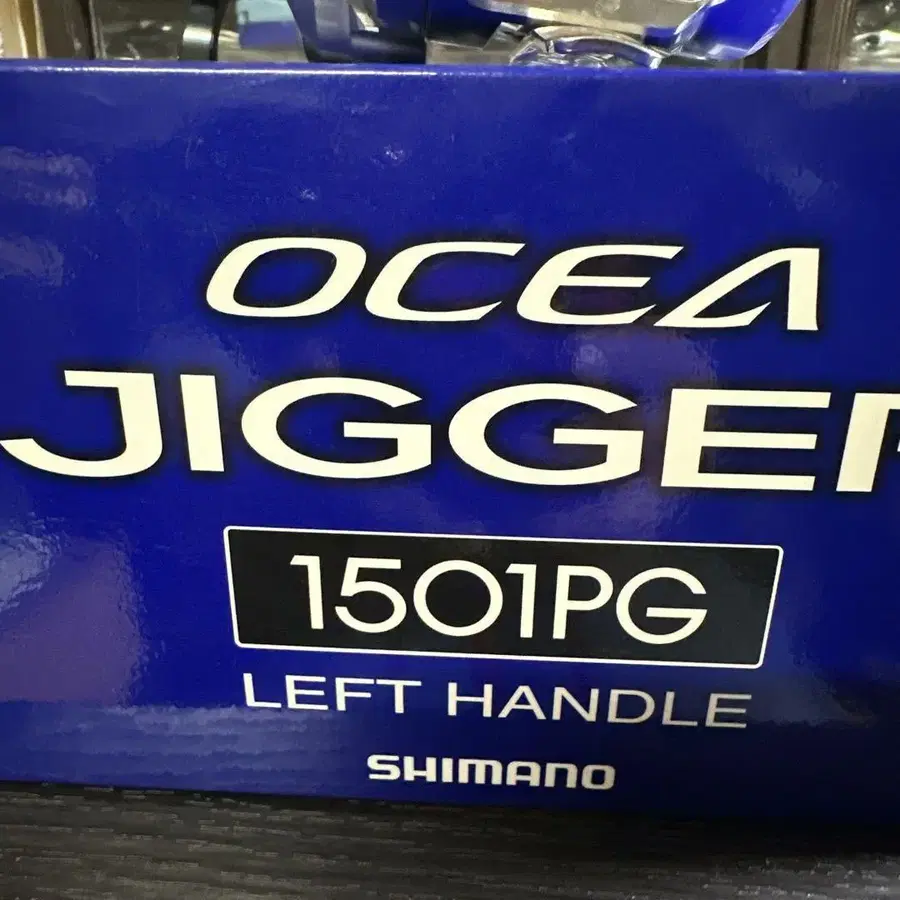 OCEA
JIGGER
1501PG
LEFT HANDLE
SHIMANO